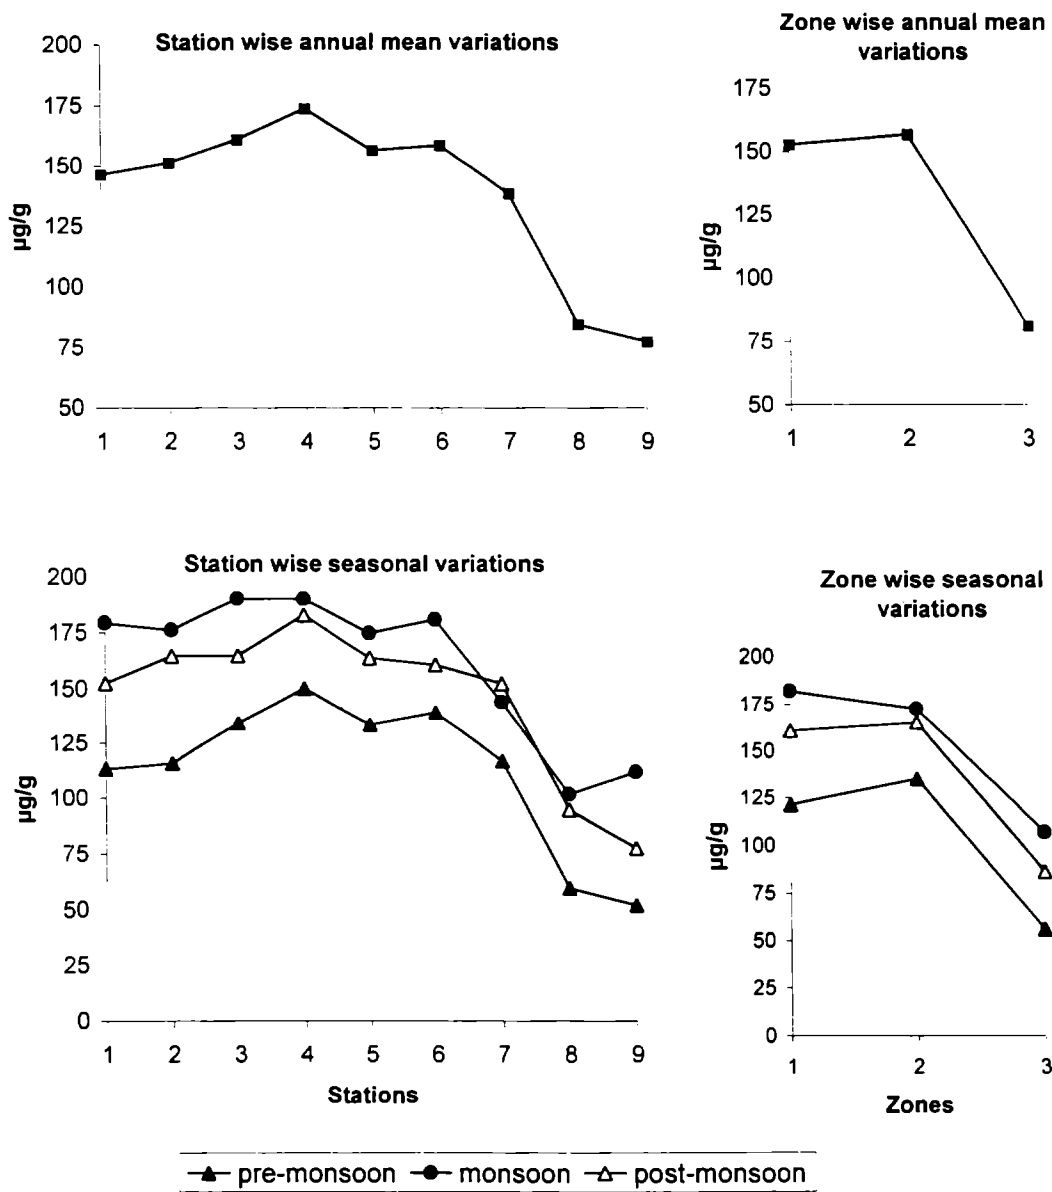 Station wise annual mean variations
200
175
150
125
100
75
50
µg/g
1 2 3 4 5 6 7 8 9
Zone wise annual mean
variations
175
150
125
100
75
50
µg/g
1 2 3
Station wise seasonal variations
200
175
150
125
100
75
50
25
0
µg/g
1 2 3 4 5 6 7 8 9
Stations
Zone wise seasonal
variations
200
175
150
125
100
75
50
25
0
µg/g
1 2 3
Zones
pre-monsoon monsoon post-monsoon